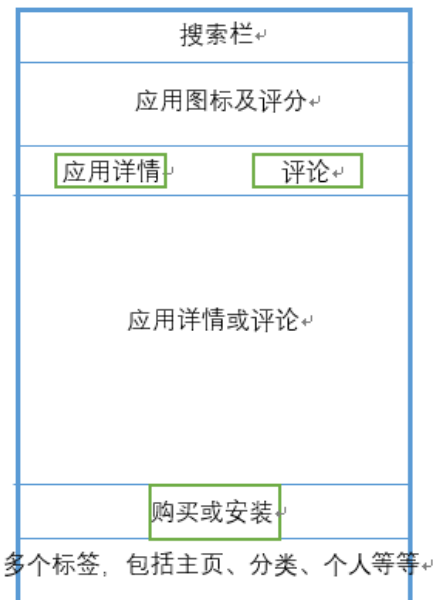 搜索栏
应用图标及评分
应用详情 评论
应用详情或评论
购买或安装
多个标签，包括主页、分类、个人等等